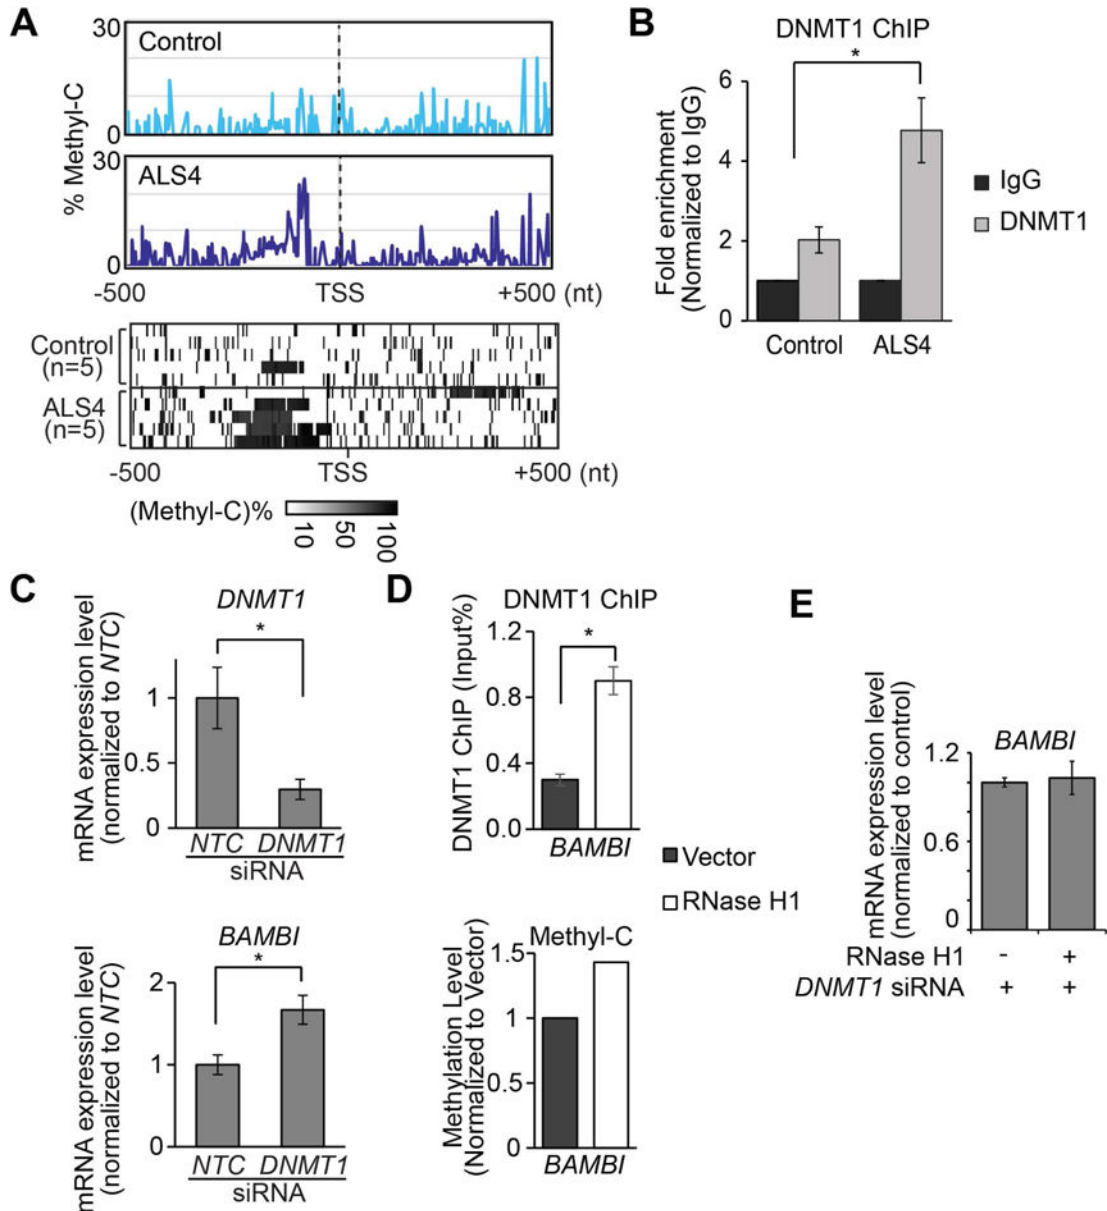 A
30
Control
0
30
ALS4
0
% Methyl-C
-500 TSS +500 (nt)
Control
(n=5)
ALS4
(n=5)
-500 TSS +500 (nt)
(Methyl-C)%
10 50 100
B
DNMT1 ChIP
*
Fold enrichment
(Normalized to IgG)
8
6
4
2
1
0
Control ALS4
IgG
DNMT1
C
DNMT1
*
mRNA expression level
(normalized to NTC)
1
0.5
0
NTC DNMT1
siRNA
BAMBI
*
mRNA expression level
(normalized to NTC)
2
1
0
NTC DNMT1
siRNA
D
DNMT1 ChIP
*
DNMT1 ChIP (Input%)
1.2
0.8
0.4
0.0
BAMBI
Vector
RNase H1
Methyl-C
Methylation Level
(Normalized to Vector)
1.5
1
0.5
0
BAMBI
E
BAMBI
mRNA expression level
(normalized to control)
1.2
0.6
0
RNase H1 - +
DNMT1 siRNA + +